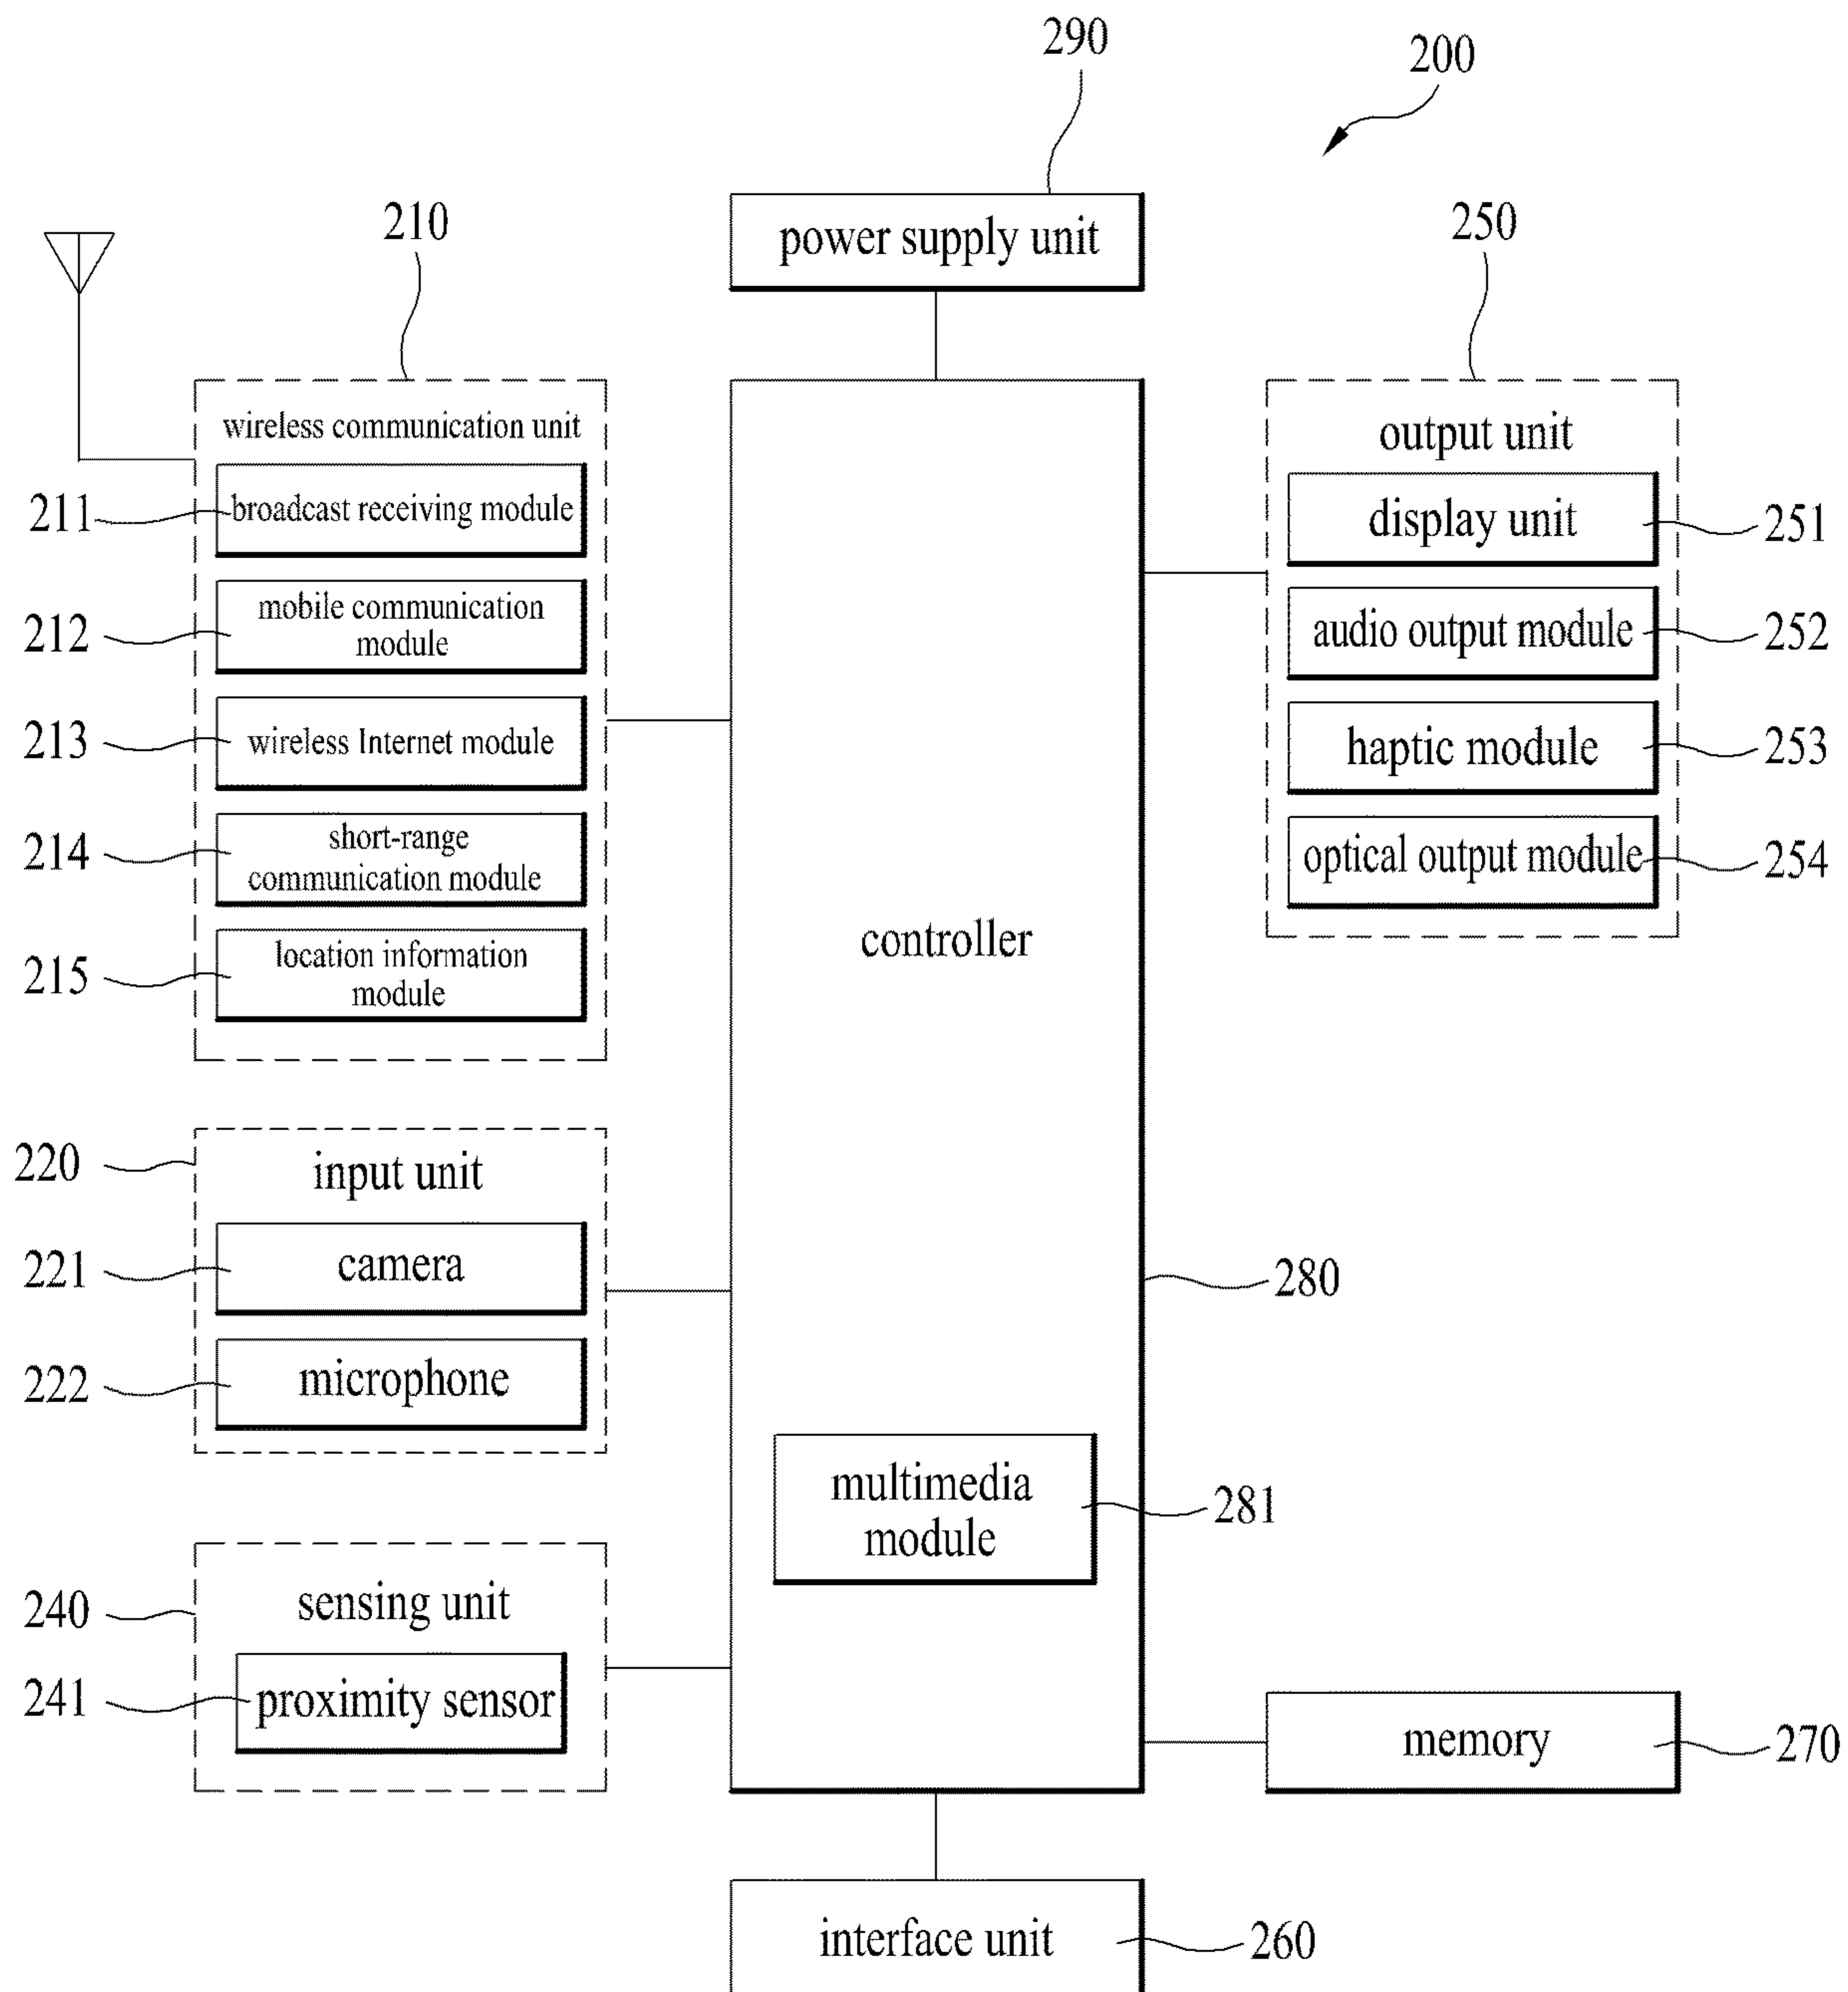 290
200
power supply unit
210
250
wireless communication unit
211
broadcast receiving module
212
mobile communication
module
213
wireless Internet module
214
short-range
communication module
215
location information
module
220
input unit
221
camera
222
microphone
240
sensing unit
241
proximity sensor
controller
280
multimedia
module
281
output unit
display unit
251
audio output module
252
haptic module
253
optical output module
254
memory
270
interface unit
260